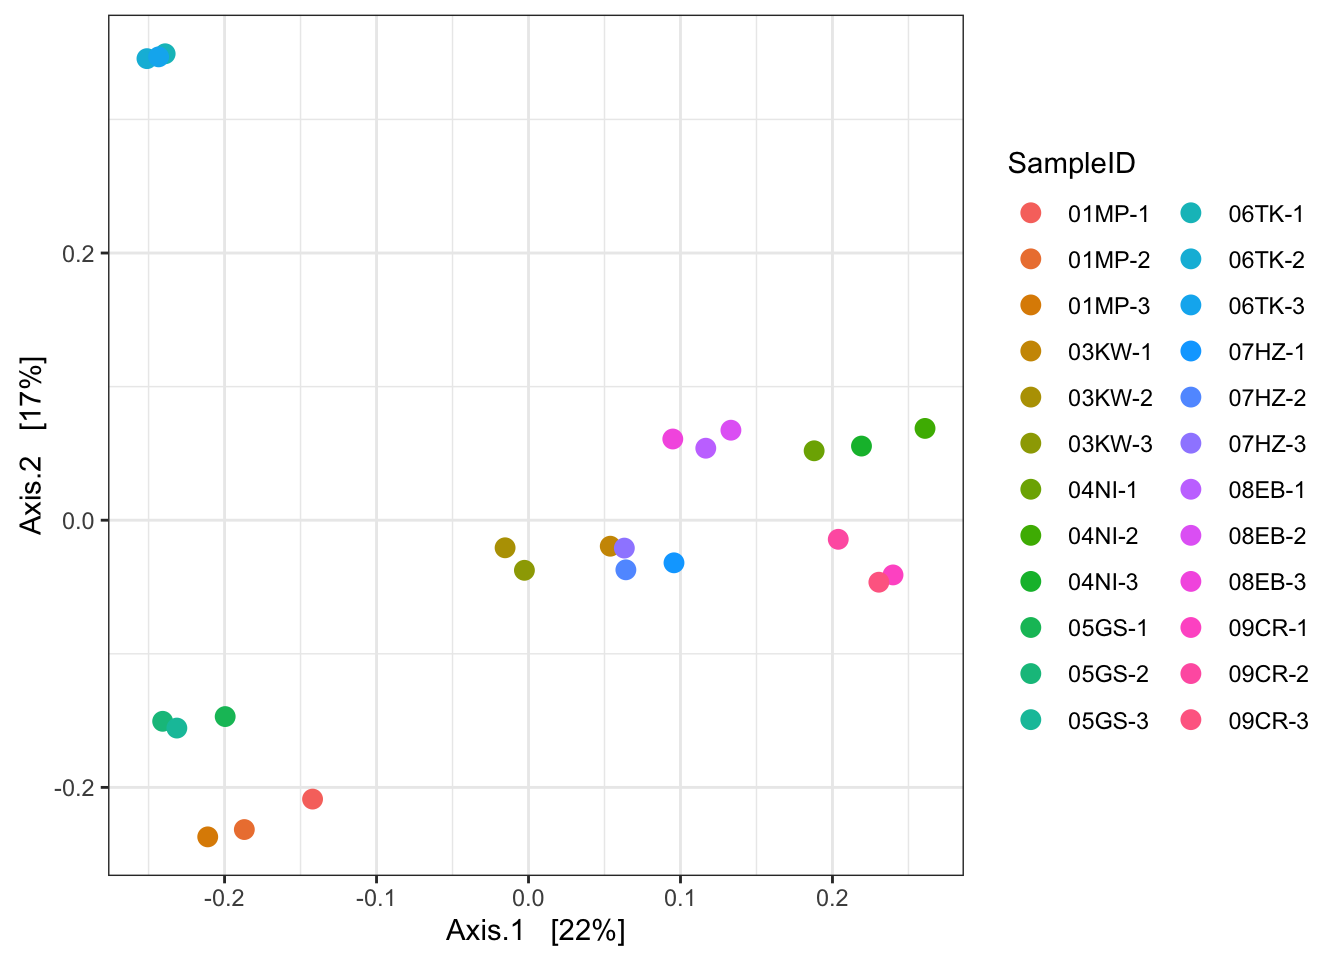 0.2
0.0
-0.2
Axis.2 [17%]
-0.2 -0.1 0.0 0.1 0.2
Axis.1 [22%]
SampleID
01MP-1
01MP-2
01MP-3
03KW-1
03KW-2
03KW-3
04NI-1
04NI-2
04NI-3
05GS-1
05GS-2
05GS-3
06TK-1
06TK-2
06TK-3
07HZ-1
07HZ-2
07HZ-3
08EB-1
08EB-2
08EB-3
09CR-1
09CR-2
09CR-3